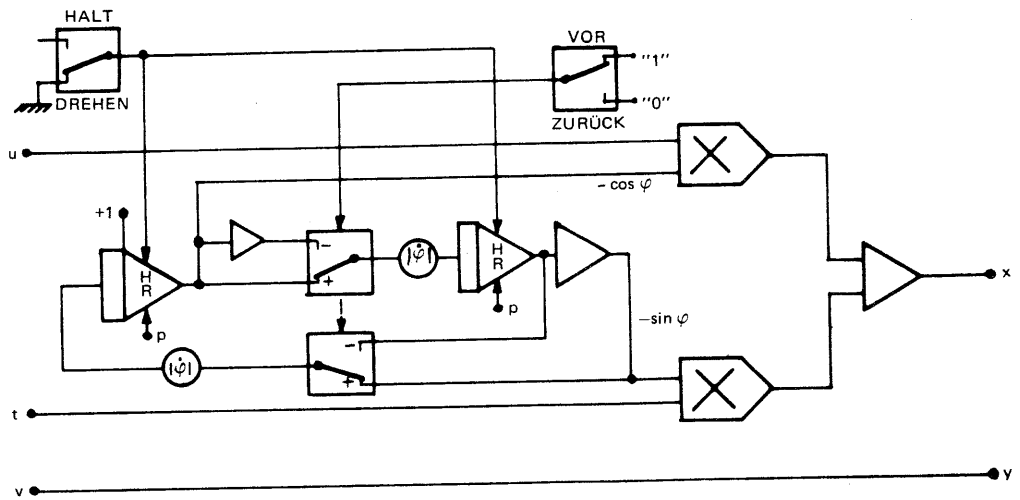 HALT
DREHEN
VOR
"1"
"0"
ZURÜCK
u
− cos φ
+1
H
R
p
−
+
|φ̇|
H
R
p
−sin φ
x
−
+
|φ̇|
t
v
y